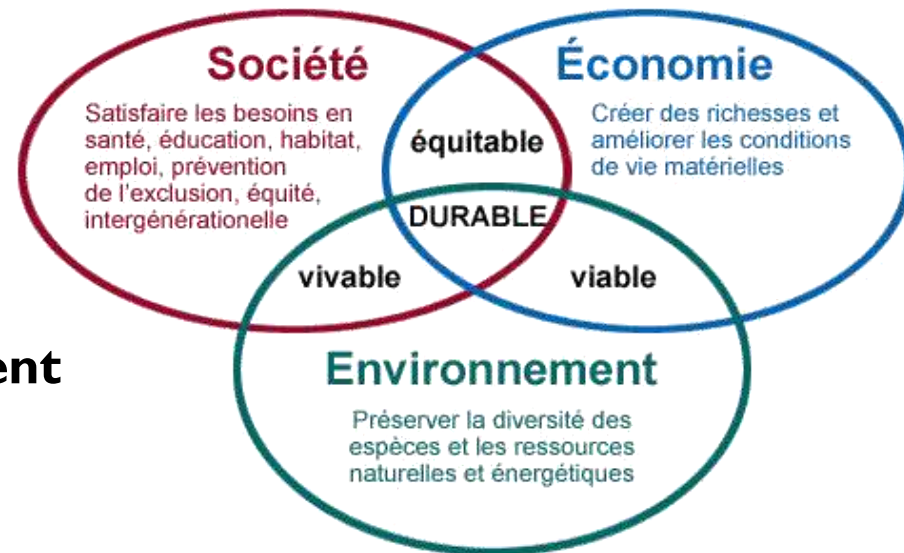 Société
Satisfaire les besoins en
santé, éducation, habitat,
emploi, prévention
de l'exclusion, équité,
intergénérationelle
Économie
Créer des richesses et
améliorer les conditions
de vie matérielles
équitable
DURABLE
vivable
viable
ent
Environnement
Préserver la diversité des
espèces et les ressources
naturelles et énergétiques